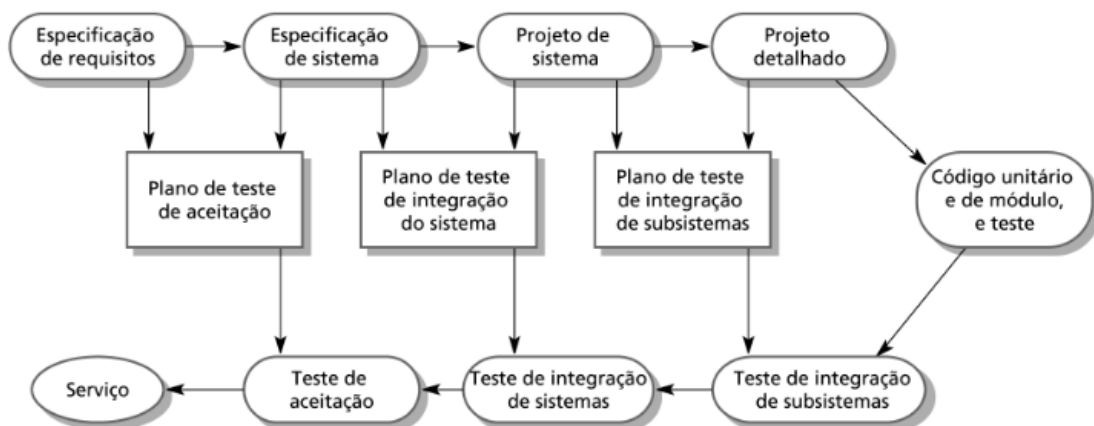 Especificação
de requisitos
Especificação
de sistema
Projeto de
sistema
Projeto
detalhado
Plano de teste
de aceitação
Plano de teste
de integração
do sistema
Plano de teste
de integração
de subsistemas
Código unitário
e de módulo,
e teste
Serviço
Teste de
aceitação
Teste de integração
de sistemas
Teste de integração
de subsistemas